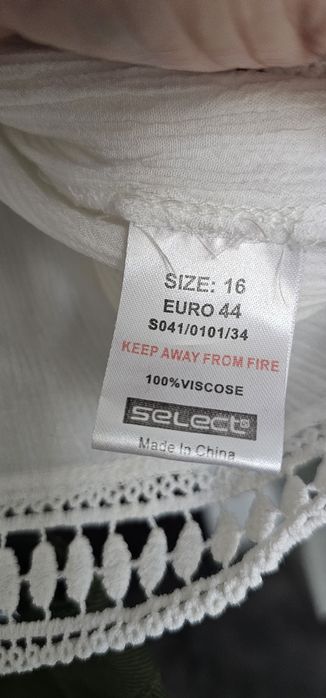 SIZE: 16
EURO 44
S041/0101/34
KEEP AWAY FROM FIRE
100%VISCOSE
select
Made In China